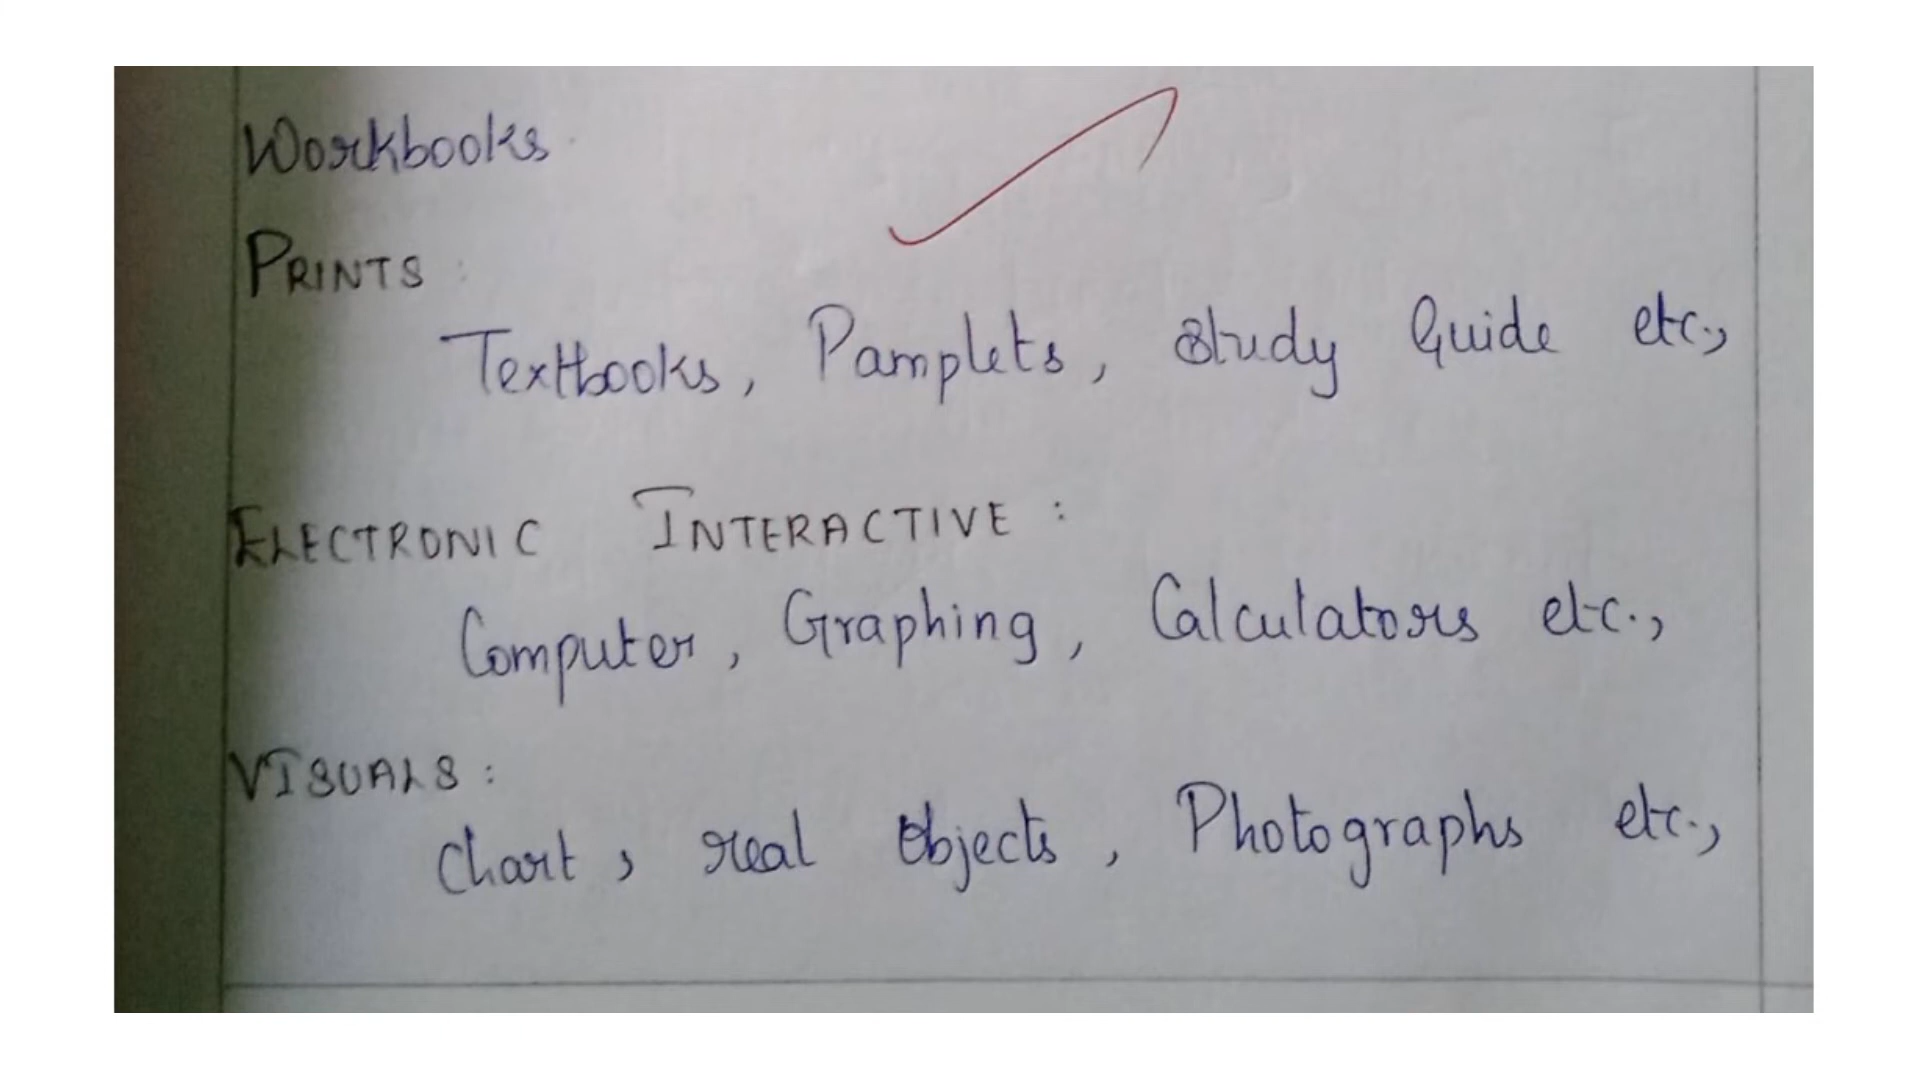 Workbooks
PRINTS :
Textbooks, Pamplets, Study Guide etc.,
ELECTRONIC INTERACTIVE :
Computer, Graphing, Calculators etc.,
VISUALS :
Chart, real Objects, Photographs etc.,